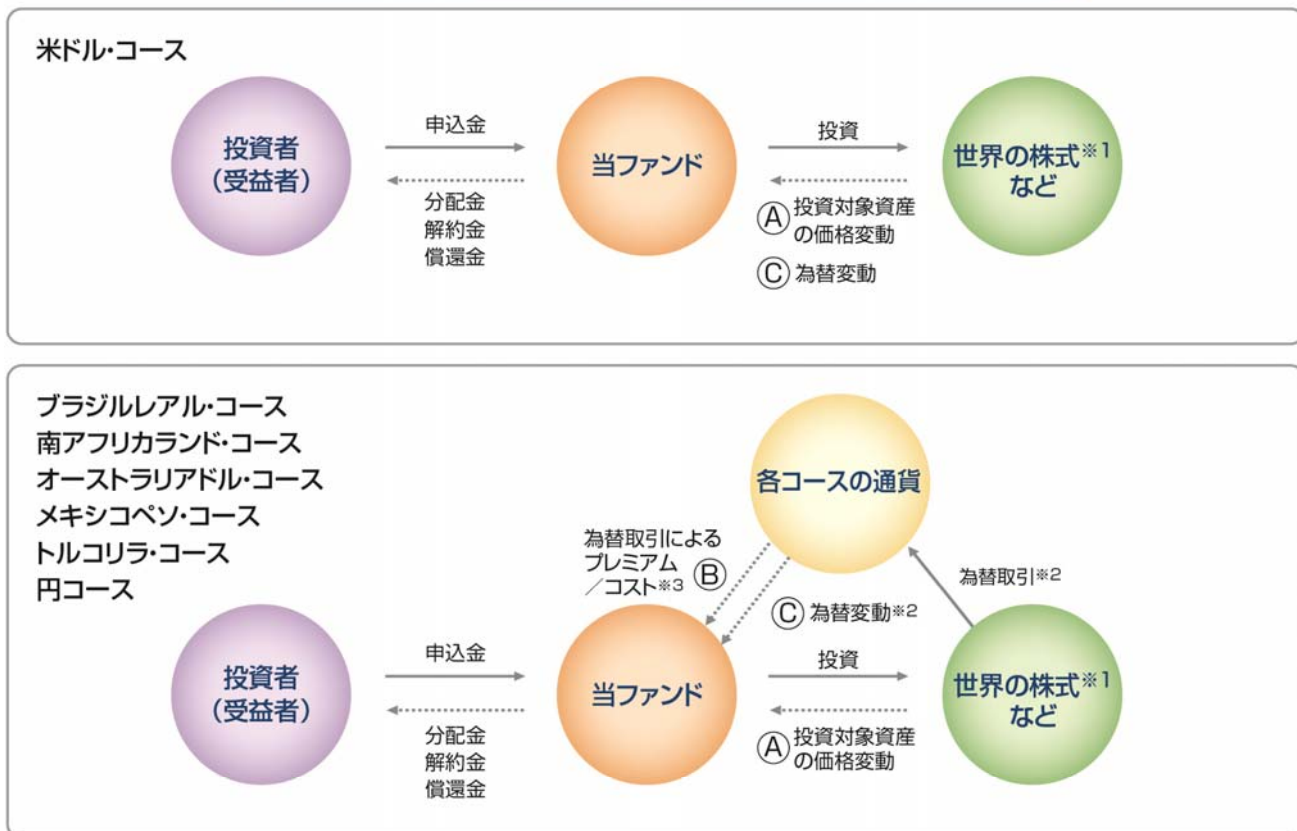 米ドル・コース
投資者
（受益者）
申込金
分配金
解約金
償還金
当ファンド
投資
Ⓐ 投資対象資産
の価格変動
Ⓒ 為替変動
世界の株式※1
など
ブラジルレアル・コース
南アフリカランド・コース
オーストラリアドル・コース
メキシコペソ・コース
トルコリラ・コース
円コース
各コースの通貨
為替取引による
プレミアム
／コスト※3 Ⓑ
為替取引※2
Ⓒ 為替変動※2
投資者
（受益者）
申込金
分配金
解約金
償還金
当ファンド
投資
Ⓐ 投資対象資産
の価格変動
世界の株式※1
など